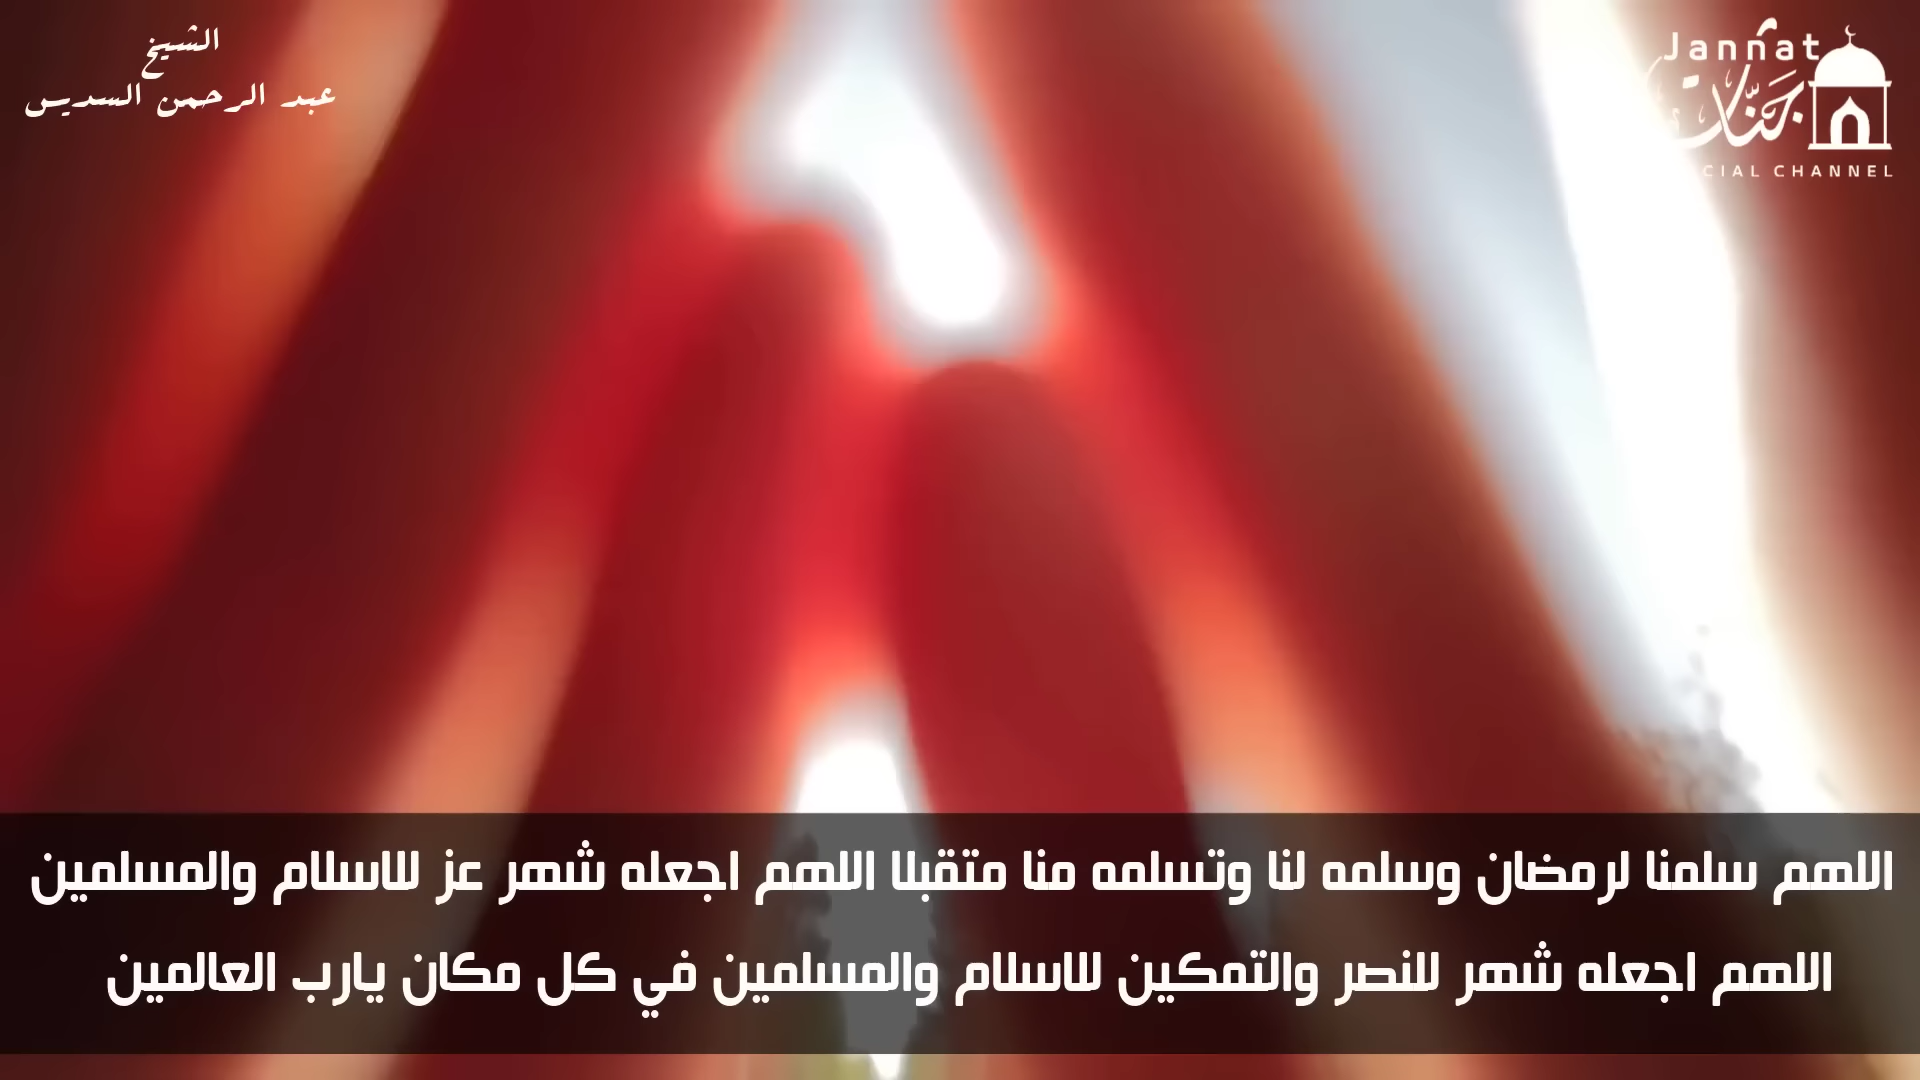 الشيخ
عبد الرحمن السديس
Jannat
جَنَّات
CIAL CHANNEL
اللهم سلمنا لرمضان وسلمه لنا وتسلمه منا متقبلا اللهم اجعله شهر عز للاسلام والمسلمين
اللهم اجعله شهر للنصر والتمكين للاسلام والمسلمين في كل مكان يارب العالمين